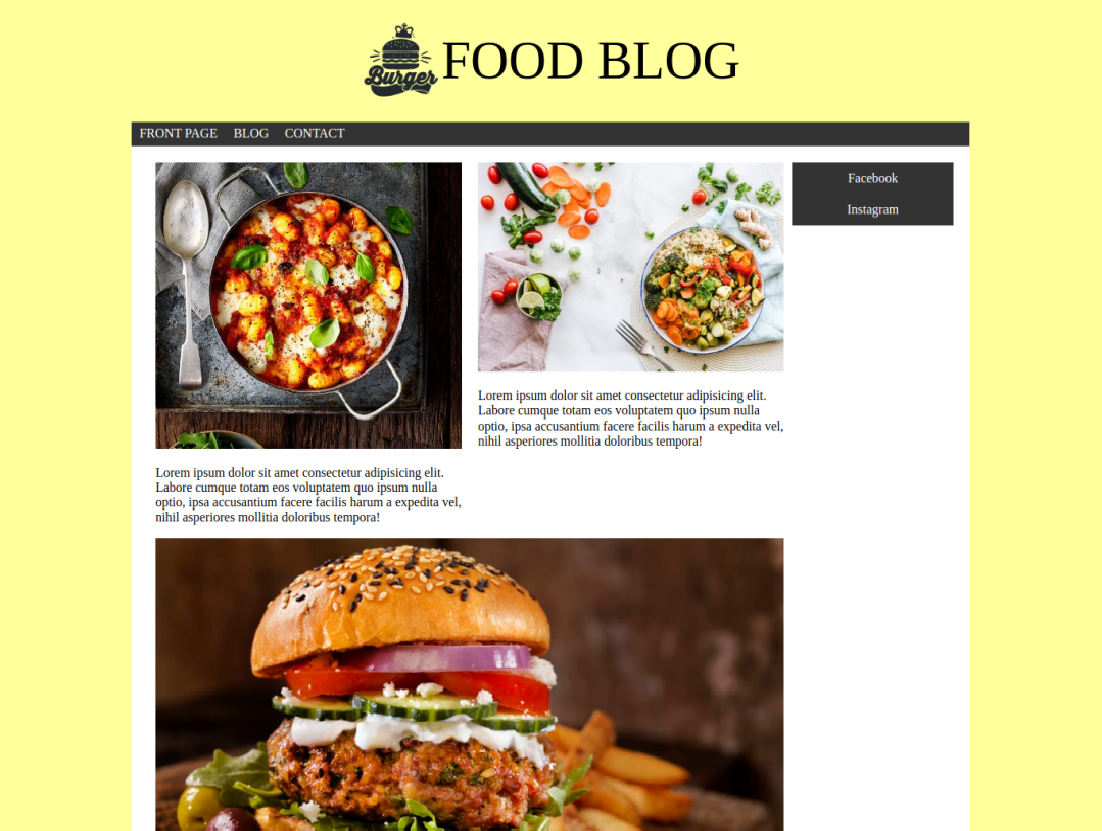 Burger
FOOD BLOG
FRONT PAGE BLOG CONTACT
Lorem ipsum dolor sit amet consectetur adipisicing elit.
Labore cumque totam eos voluptatem quo ipsum nulla
optio, ipsa accusantium facere facilis harum a expedita vel,
nihil asperiores mollitia doloribus tempora!
Lorem ipsum dolor sit amet consectetur adipisicing elit.
Labore cumque totam eos voluptatem quo ipsum nulla
optio, ipsa accusantium facere facilis harum a expedita vel,
nihil asperiores mollitia doloribus tempora!
Facebook
Instagram